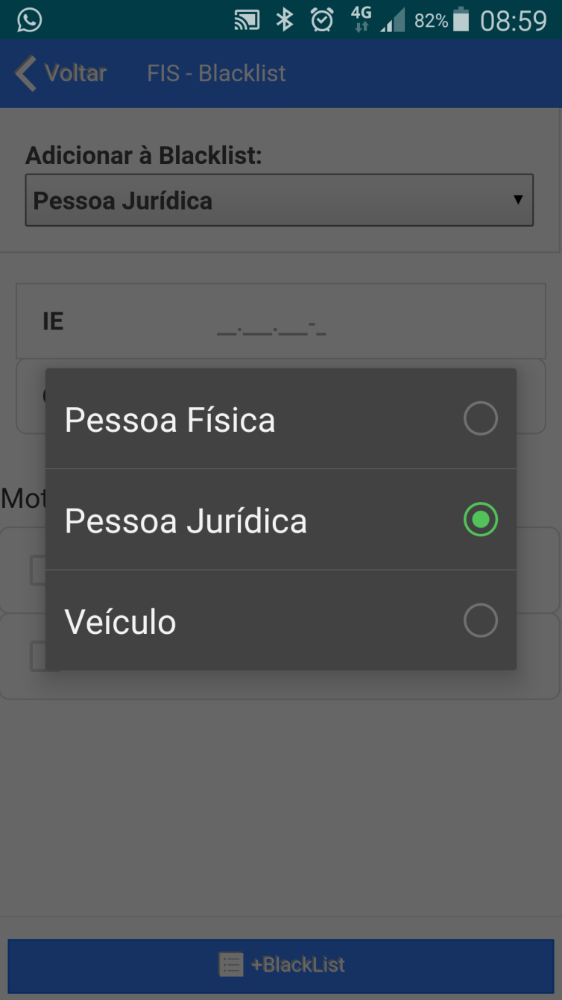 4G 82% 08:59
Voltar FIS - Blacklist
Adicionar à Blacklist:
Pessoa Jurídica
IE __.___.___-_
Pessoa Física
Pessoa Jurídica
Veículo
+BlackList